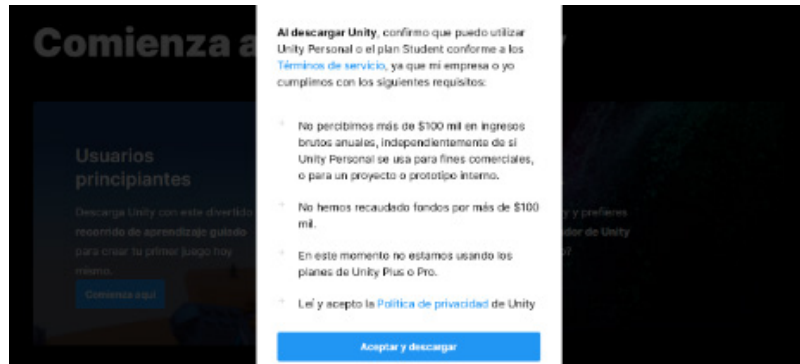 Comienza a
Al descargar Unity, confirmo que puedo utilizar
Unity Personal o el plan Student conforme a los
Términos de servicio, ya que mi empresa o yo
cumplimos con los siguientes requisitos:
No percibimos más de $100 mil en ingresos
brutos anuales, independientemente de si
Unity Personal se usa para fines comerciales,
o para un proyecto o prototipo interno.
No hemos recaudado fondos por más de $100
mil.
En este momento no estamos usando los
planes de Unity Plus o Pro.
Leí y acepto la Política de privacidad de Unity
Aceptar y descargar
Usuarios
principiantes
Descarga Unity con este divertido
recorrido de aprendizaje guiado
para crear tu primer juego hoy
mismo.
Comienza aquí
y prefieres
de Unity